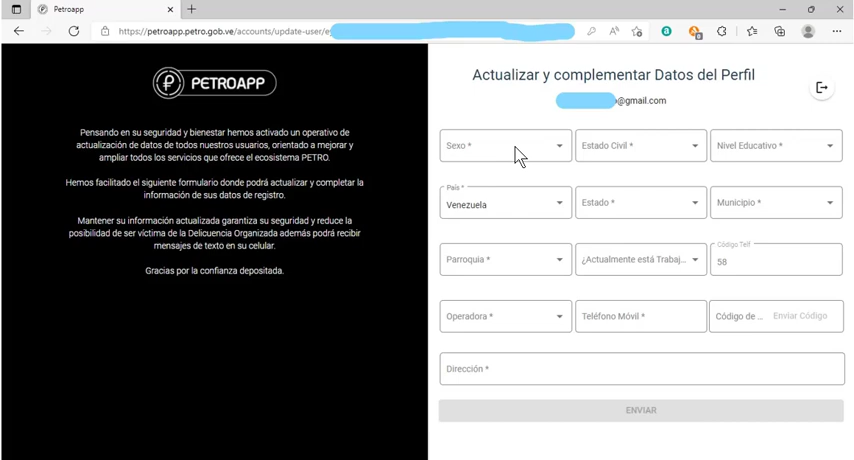 Petroapp
https://petroapp.petro.gob.ve/accounts/update-user/e
PETROAPP
Pensando en su seguridad y bienestar hemos activado un operativo de
actualización de datos de todos nuestros usuarios, orientado a mejorar y
ampliar todos los servicios que ofrece el ecosistema PETRO.
Hemos facilitado el siguiente formulario donde podrá actualizar y completar la
información de sus datos de registro.
Mantener su información actualizada garantiza su seguridad y reduce la
posibilidad de ser víctima de la Delicuencia Organizada además podrá recibir
mensajes de texto en su celular.
Gracias por la confianza depositada.
Actualizar y complementar Datos del Perfil
@gmail.com
Sexo * Estado Civil * Nivel Educativo *
País *
Venezuela Estado * Municipio *
Código Telf
Parroquia * ¿Actualmente está Trabaj... 58
Operadora * Teléfono Móvil * Código de ... Enviar Código
Dirección *
ENVIAR